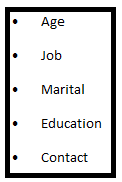 • Age
• Job
• Marital
• Education
• Contact